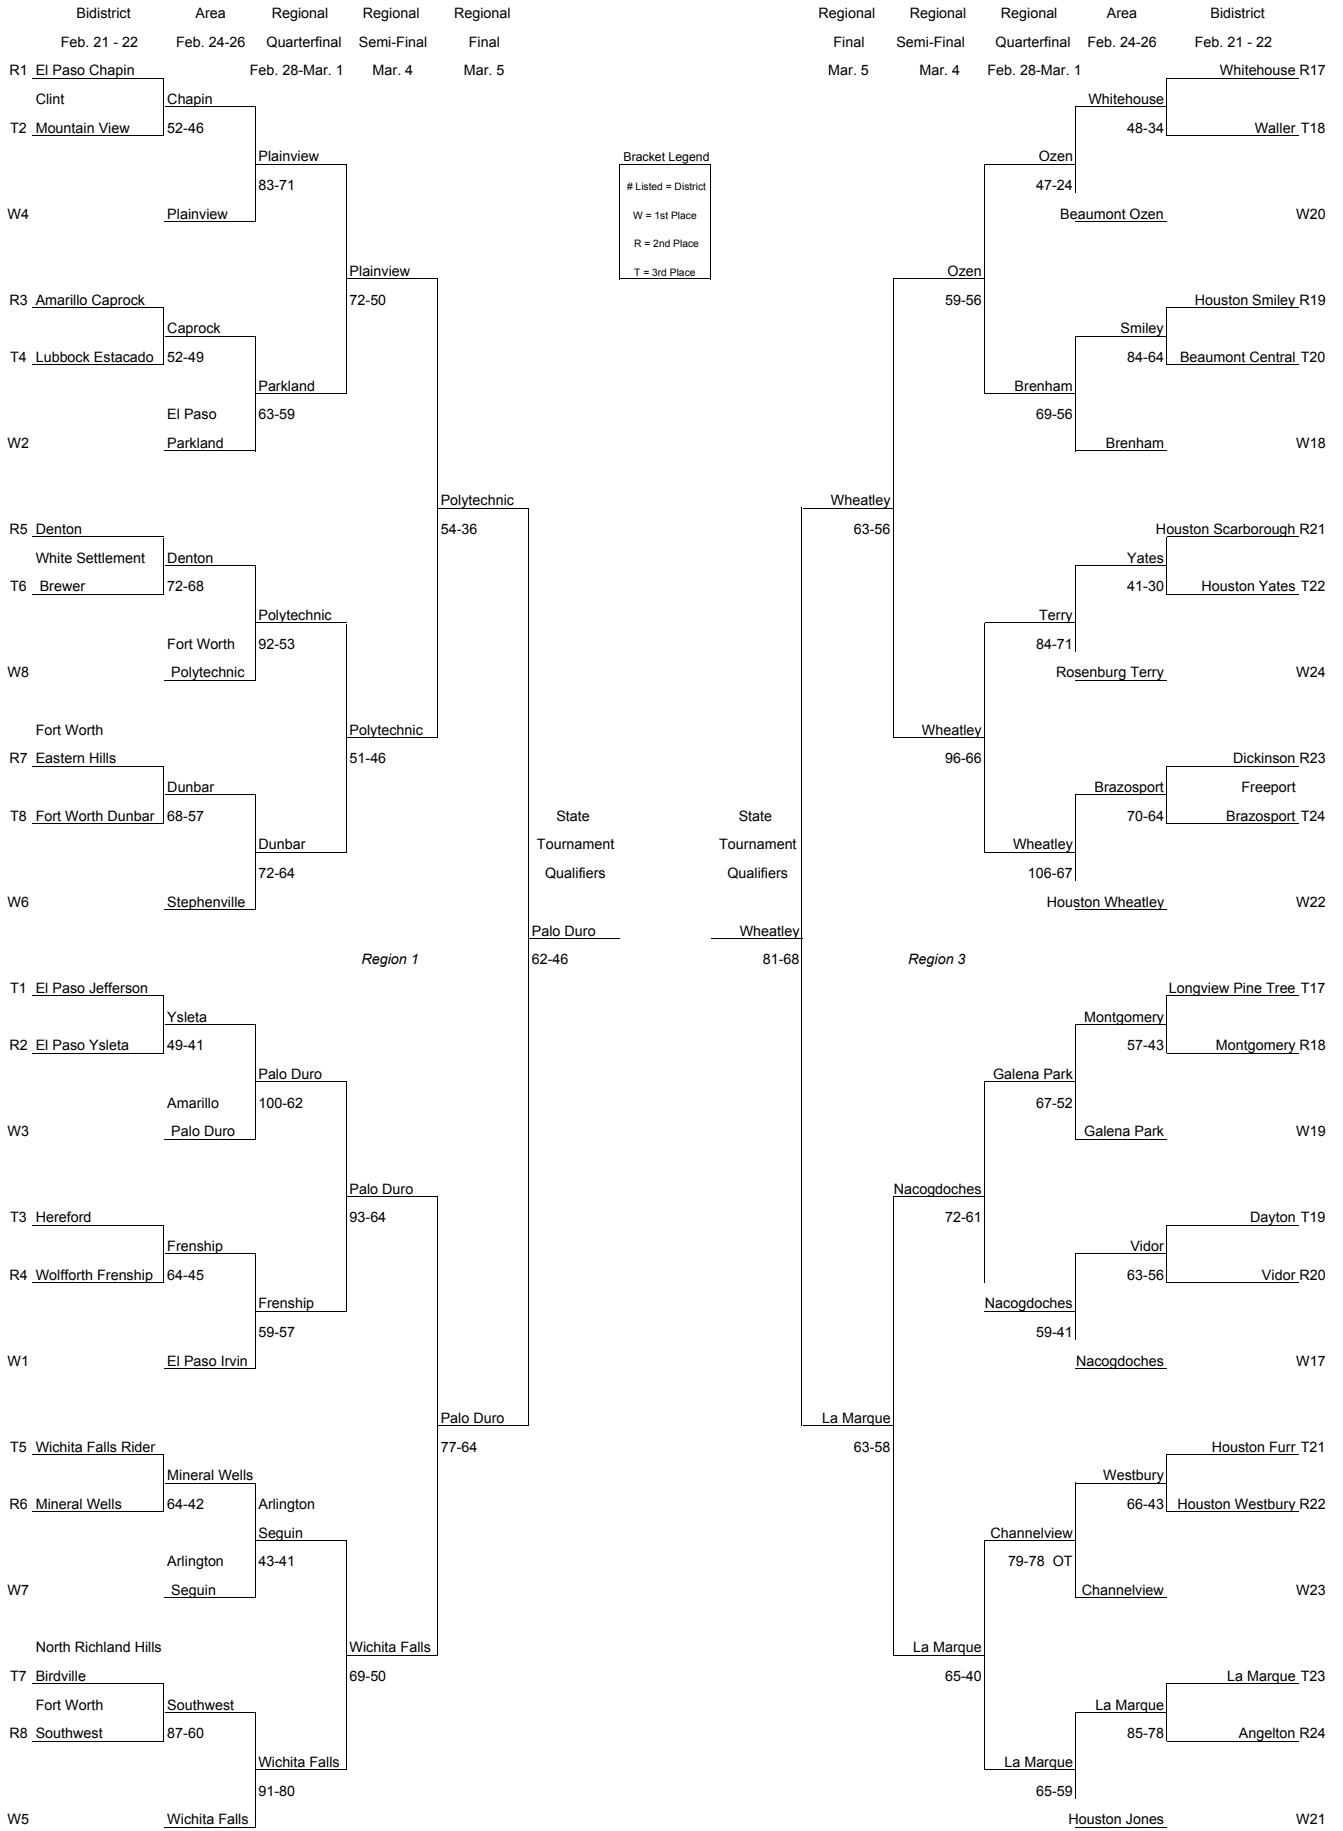 Bidistrict Area Regional Regional Regional Regional Regional Regional Area Bidistrict
Feb. 21 - 22 Feb. 24-26 Quarterfinal Semi-Final Final Final Semi-Final Quarterfinal Feb. 24-26 Feb. 21 - 22
R1 El Paso Chapin Feb. 28-Mar. 1 Mar. 4 Mar. 5 Mar. 5 Mar. 4 Feb. 28-Mar. 1 Whitehouse R17
Clint Chapin Whitehouse
T2 Mountain View 52-46 48-34 Waller T18
Plainview Bracket Legend Ozen
83-71 # Listed = District 47-24
W4 Plainview W = 1st Place Beaumont Ozen W20
R = 2nd Place
Plainview T = 3rd Place Ozen
R3 Amarillo Caprock 72-50 59-56 Houston Smiley R19
Caprock Smiley
T4 Lubbock Estacado 52-49 84-64 Beaumont Central T20
Parkland Brenham
El Paso 63-59 69-56
W2 Parkland Brenham W18
Polytechnic Wheatley
R5 Denton 54-36 63-56 Houston Scarborough R21
White Settlement Denton Yates
T6 Brewer 72-68 41-30 Houston Yates T22
Polytechnic Terry
Fort Worth 92-53 84-71
W8 Polytechnic Rosenburg Terry W24
Fort Worth Polytechnic Wheatley
R7 Eastern Hills 51-46 96-66 Dickinson R23
Dunbar Brazosport Freeport
T8 Fort Worth Dunbar 68-57 State State 70-64 Brazosport T24
Dunbar Tournament Tournament Wheatley
72-64 Qualifiers Qualifiers 106-67
W6 Stephenville Houston Wheatley W22
Palo Duro Wheatley
Region 1 62-46 81-68 Region 3
T1 El Paso Jefferson Longview Pine Tree T17
Ysleta Montgomery
R2 El Paso Ysleta 49-41 57-43 Montgomery R18
Palo Duro Galena Park
Amarillo 100-62 67-52
W3 Palo Duro Galena Park W19
Palo Duro Nacogdoches
T3 Hereford 93-64 72-61 Dayton T19
Frenship Vidor
R4 Wolfforth Frenship 64-45 63-56 Vidor R20
Frenship Nacogdoches
59-57 59-41
W1 El Paso Irvin Nacogdoches W17
Palo Duro La Marque
T5 Wichita Falls Rider 77-64 63-58 Houston Furr T21
Mineral Wells Westbury
R6 Mineral Wells 64-42 Arlington 66-43 Houston Westbury R22
Seguin Channelview
Arlington 43-41 79-78 OT
W7 Seguin Channelview W23
North Richland Hills Wichita Falls La Marque
T7 Birdville 69-50 65-40 La Marque T23
Fort Worth Southwest La Marque
R8 Southwest 87-60 85-78 Angelton R24
Wichita Falls La Marque
91-80 65-59
W5 Wichita Falls Houston Jones W21